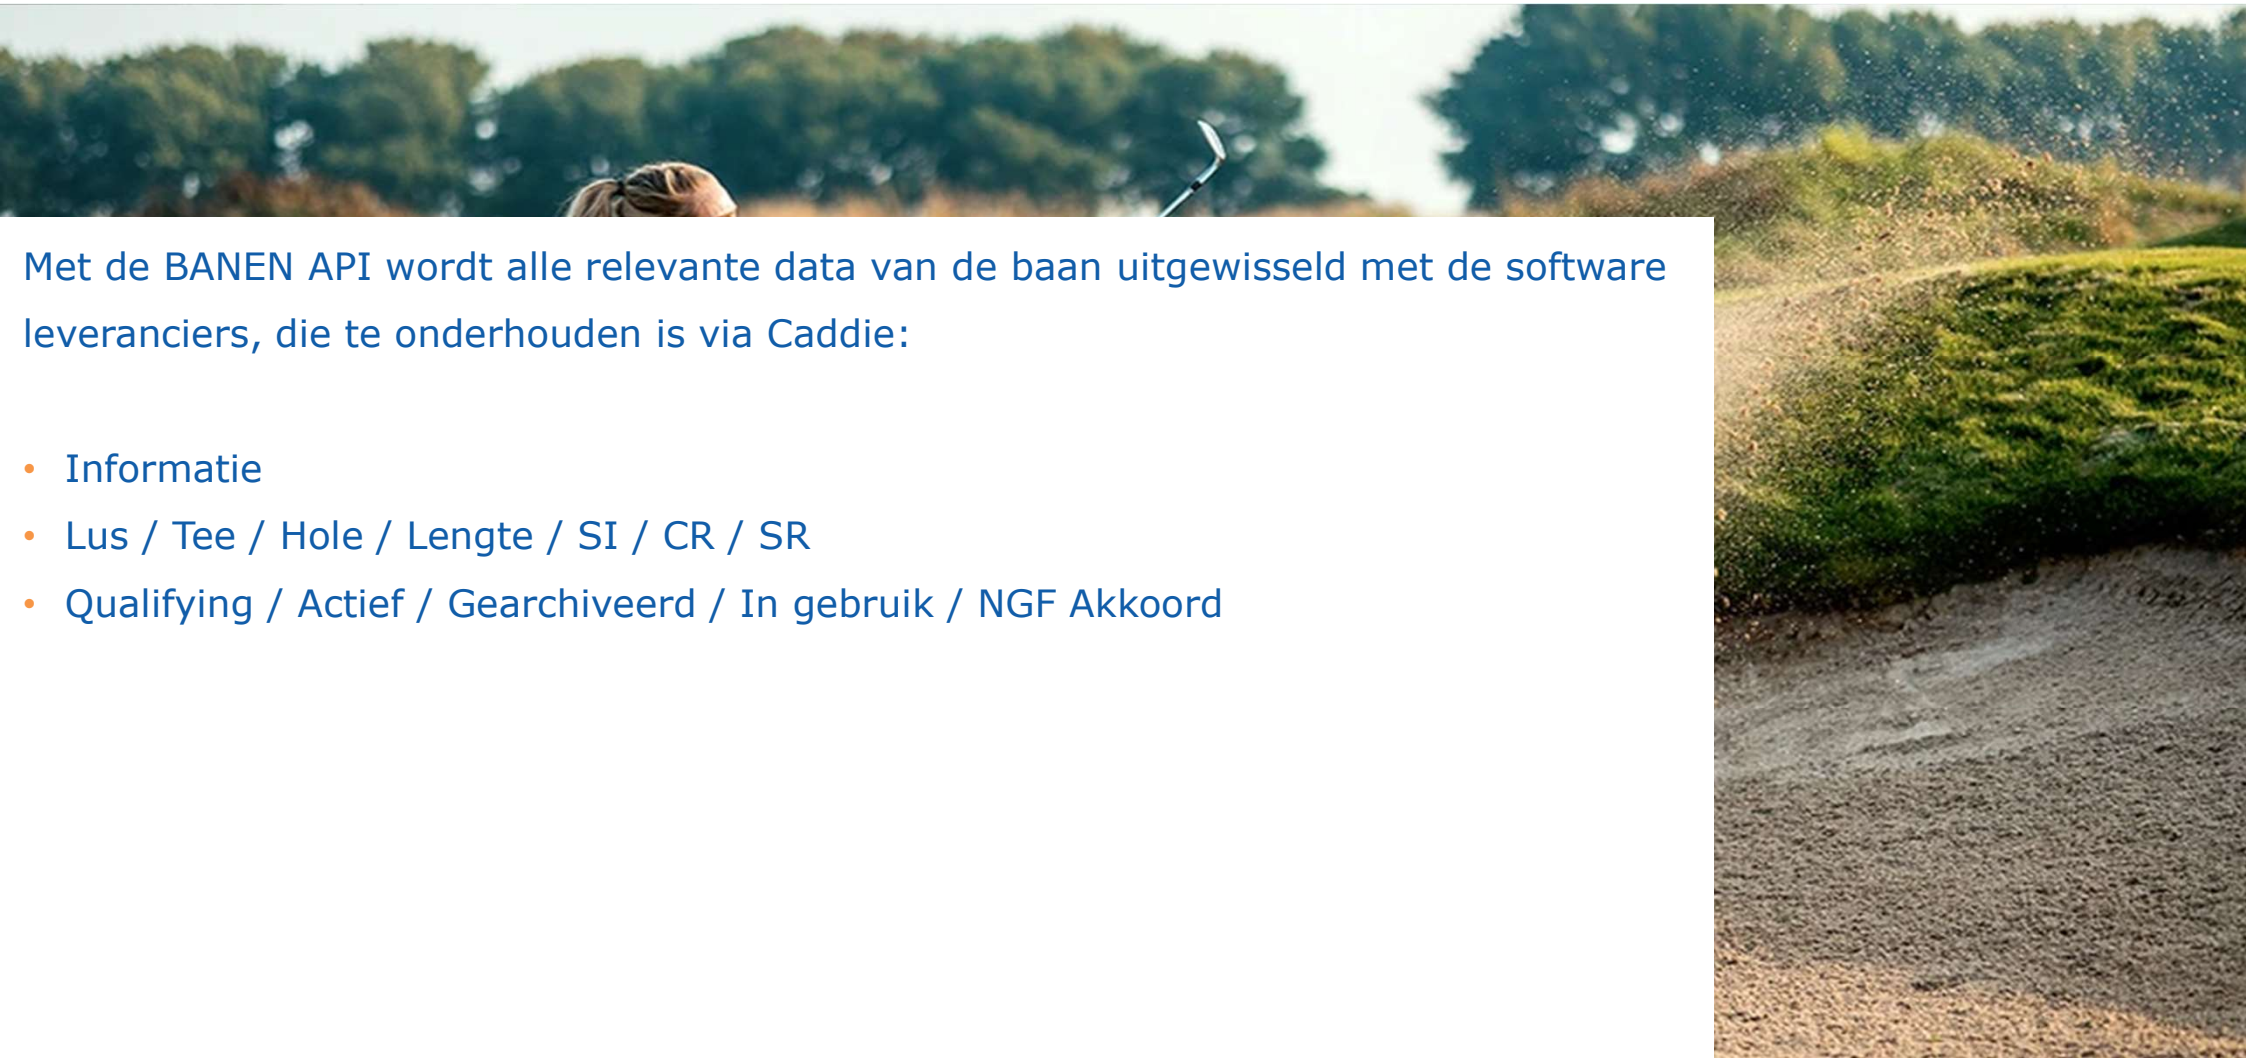 Met de BANEN API wordt alle relevante data van de baan uitgewisseld met de software
leveranciers, die te onderhouden is via Caddie:
• Informatie
• Lus / Tee / Hole / Lengte / SI / CR / SR
• Qualifying / Actief / Gearchiveerd / In gebruik / NGF Akkoord